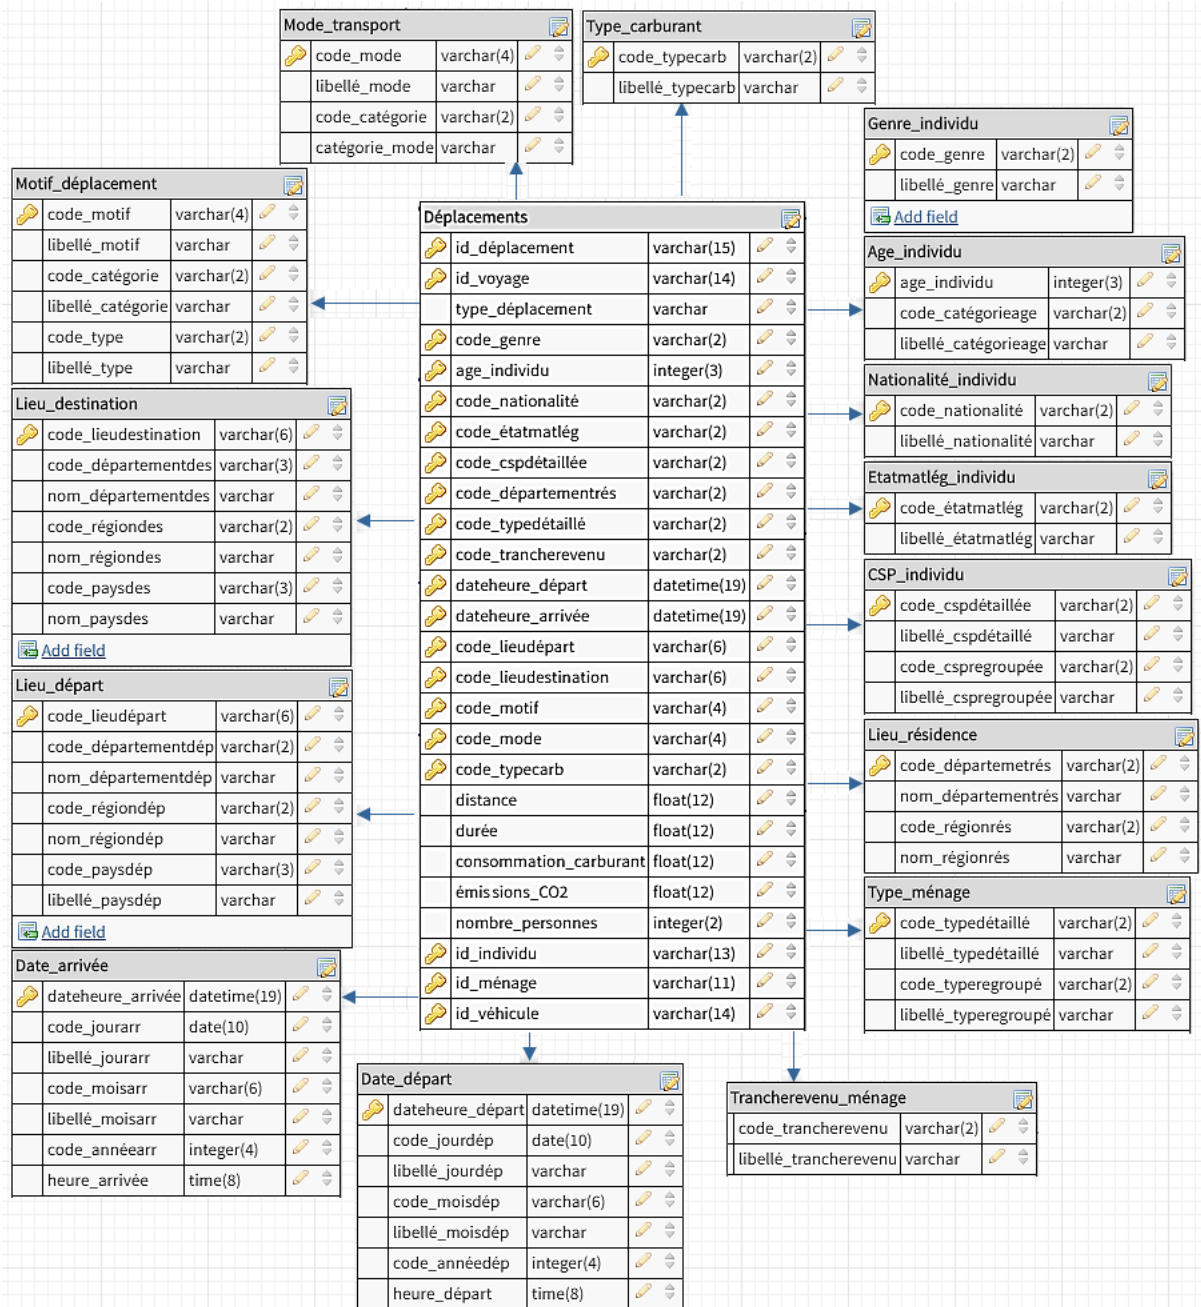 Mode_transport
code_mode varchar(4)
libellé_mode varchar
code_catégorie varchar(2)
catégorie_mode varchar
Type_carburant
code_typecarb varchar(2)
libellé_typecarb varchar
Genre_individu
code_genre varchar(2)
libellé_genre varchar
Add field
Motif_déplacement
code_motif varchar(4)
libellé_motif varchar
code_catégorie varchar(2)
libellé_catégorie varchar
code_type varchar(2)
libellé_type varchar
Déplacements
id_déplacement varchar(15)
id_voyage varchar(14)
type_déplacement varchar
code_genre varchar(2)
age_individu integer(3)
code_nationalité varchar(2)
code_étatmatlég varchar(2)
code_cspdétaillée varchar(2)
code_départementrés varchar(2)
code_typedétaillé varchar(2)
code_trancherevenu varchar(2)
dateheure_départ datetime(19)
dateheure_arrivée datetime(19)
code_lieudépart varchar(6)
code_lieudestination varchar(6)
code_motif varchar(4)
code_mode varchar(4)
code_typecarb varchar(2)
distance float(12)
durée float(12)
consommation_carburant float(12)
émissions_CO2 float(12)
nombre_personnes integer(2)
id_individu varchar(13)
id_ménage varchar(11)
id_véhicule varchar(14)
Age_individu
age_individu integer(3)
code_catégorieage varchar(2)
libellé_catégorieage varchar
Nationalité_individu
code_nationalité varchar(2)
libellé_nationalité varchar
Etatmatlég_individu
code_étatmatlég varchar(2)
libellé_étatmatlég varchar
CSP_individu
code_cspdétaillée varchar(2)
libellé_cspdétaillé varchar
code_cspregroupée varchar(2)
libellé_cspregroupée varchar
Lieu_résidence
code_départemetrés varchar(2)
nom_départementrés varchar
code_régionrés varchar(2)
nom_régionrés varchar
Type_ménage
code_typedétaillé varchar(2)
libellé_typedétaillé varchar
code_typeregroupé varchar(2)
libellé_typeregroupé varchar
Lieu_destination
code_lieudestination varchar(6)
code_départementdes varchar(3)
nom_départementdes varchar
code_régiondes varchar(2)
nom_régiondes varchar
code_paysdes varchar(3)
nom_paysdes varchar
Add field
Lieu_départ
code_lieudépart varchar(6)
code_départementdép varchar(2)
nom_départementdép varchar
code_régiondép varchar(2)
nom_régiondép varchar
code_paysdép varchar(3)
libellé_paysdép varchar
Add field
Date_arrivée
dateheure_arrivée datetime(19)
code_jourarr date(10)
libellé_jourarr varchar
code_moisarr varchar(6)
libellé_moisarr varchar
code_annéearr integer(4)
heure_arrivée time(8)
Date_départ
dateheure_départ datetime(19)
code_jourdép date(10)
libellé_jourdép varchar
code_moisdép varchar(6)
libellé_moisdép varchar
code_annéedép integer(4)
heure_départ time(8)
Trancherevenu_ménage
code_trancherevenu varchar(2)
libellé_trancherevenu varchar